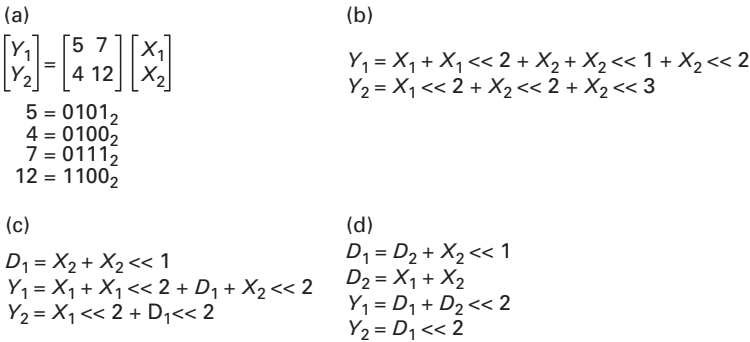 (a)
[Y₁ Y₂] = [5 7 4 12] [X₁ X₂]
5 = 0101₂
4 = 0100₂
7 = 0111₂
12 = 1100₂
(b)
Y₁ = X₁ + X₁ << 2 + X₂ + X₂ << 1 + X₂ << 2
Y₂ = X₁ << 2 + X₂ << 2 + X₂ << 3
(c)
D₁ = X₂ + X₂ << 1
Y₁ = X₁ + X₁ << 2 + D₁ + X₂ << 2
Y₂ = X₁ << 2 + D₁<< 2
(d)
D₁ = D₂ + X₂ << 1
D₂ = X₁ + X₂
Y₁ = D₁ + D₂ << 2
Y₂ = D₁ << 2